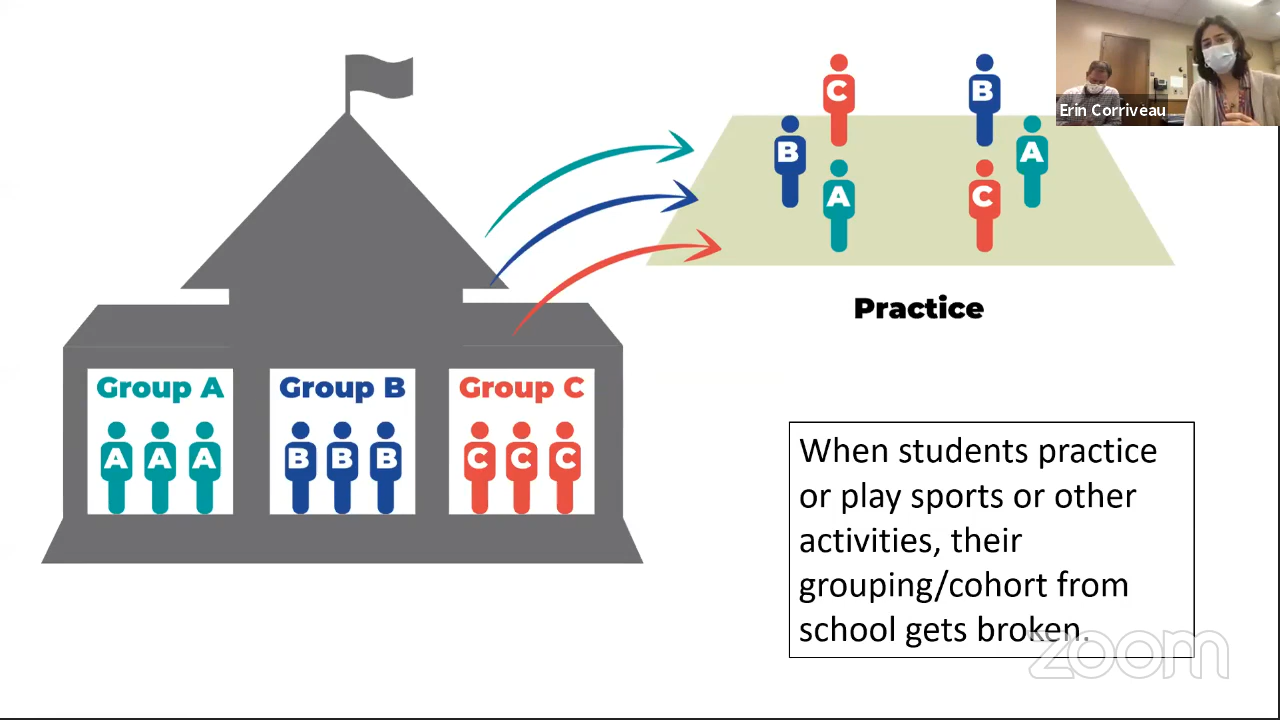 Erin Corriveau
C
B
B
A
A
C
Practice
Group A
Group B
Group C
A A A
B B B
C C C
When students practice
or play sports or other
activities, their
grouping/cohort from
school gets broken.
zoom